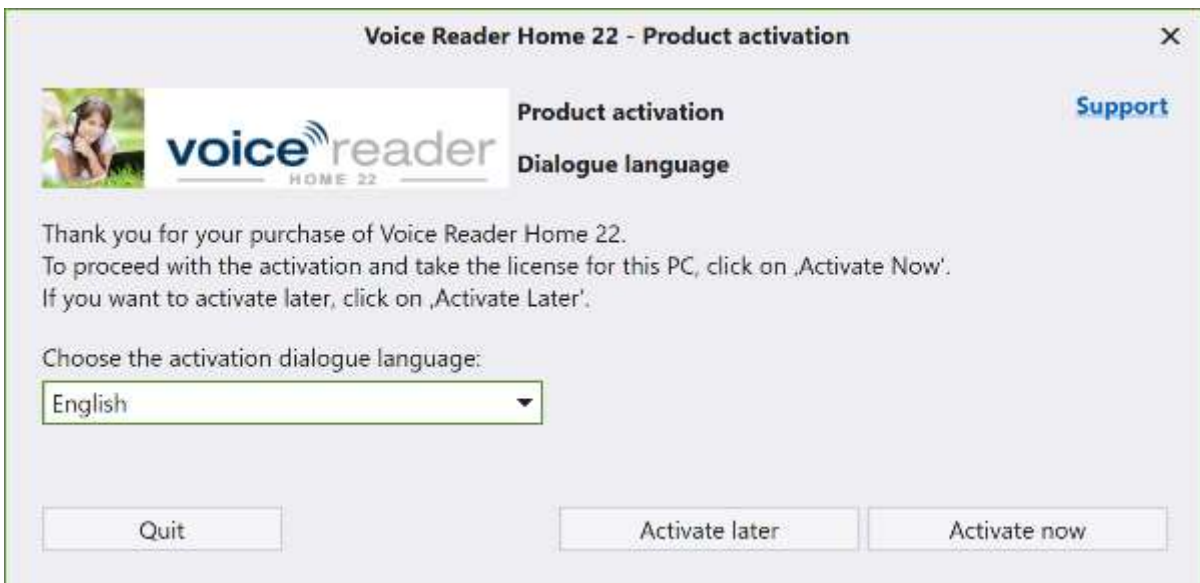 Voice Reader Home 22 - Product activation
voice reader
HOME 22
Product activation
Support
Dialogue language
Thank you for your purchase of Voice Reader Home 22.
To proceed with the activation and take the license for this PC, click on ‚Activate Now'.
If you want to activate later, click on ‚Activate Later'.
Choose the activation dialogue language:
English
Quit
Activate later
Activate now